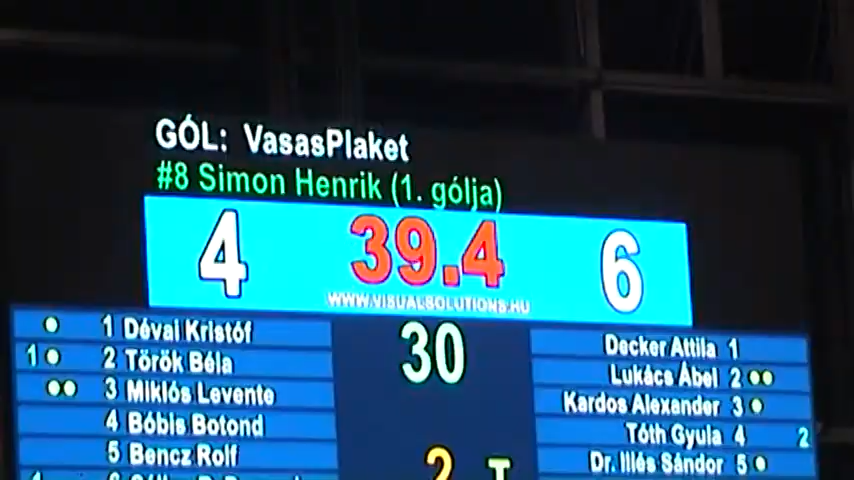 GÓL: VasasPlaket
#8 Simon Henrik (1. gólja)
4 39.4 6
WWW.VISUALSOLUTIONS.HU
30
1 Dévai Kristóf
1 2 Török Béla
3 Miklós Levente
4 Bóbis Botond
5 Bencz Rolf
Decker Attila 1
Lukács Ábel 2
Kardos Alexander 3
Tóth Gyula 4 2
Dr. Illés Sándor 5
2 T